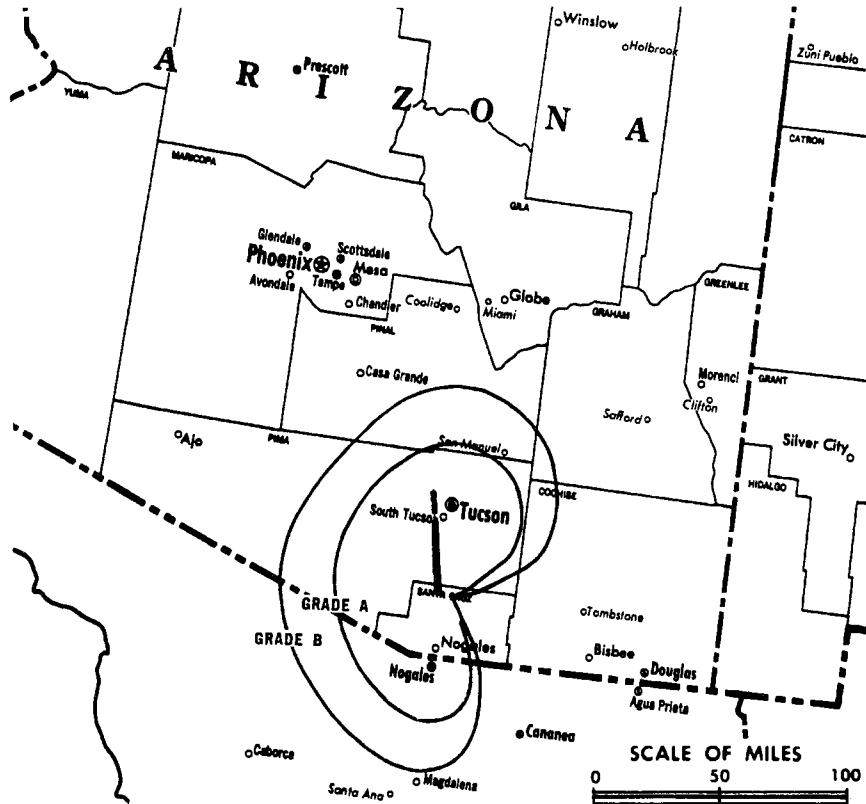 Winslow
Holbrook
Zuni Pueblo
A R I Z O N A
Prescott
YUMA
CATRON
MARICOPA
GILA
Glendale
Scottsdale
Phoenix
Mesa
Avondale
Tampe
Chandler
Coolidge
Miami
Globe
GREENLEE
GRAHAM
PINAL
Casa Grande
Morenci
GRANT
Clifton
Safford
Ajo
PIMA
San Manuel
Silver City
HIDALGO
COCHISE
South Tucson
Tucson
SANTA
GRADE A
GRADE B
Tombstone
Nogales
Bisbee
Nogales
Douglas
Agua Prieta
Cananea
Caborca
Magdalena
Santa Ana
SCALE OF MILES
0 50 100